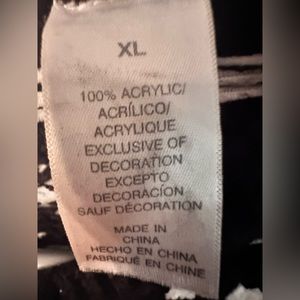 XL
100% ACRYLIC/
ACRÍLICO/
ACRYLIQUE
EXCLUSIVE OF
DECORATION
EXCEPTO
DECORACÍON
SAUF DÉCORATION
MADE IN
CHINA
HECHO EN CHINA
FABRIQUÉ EN CHINE